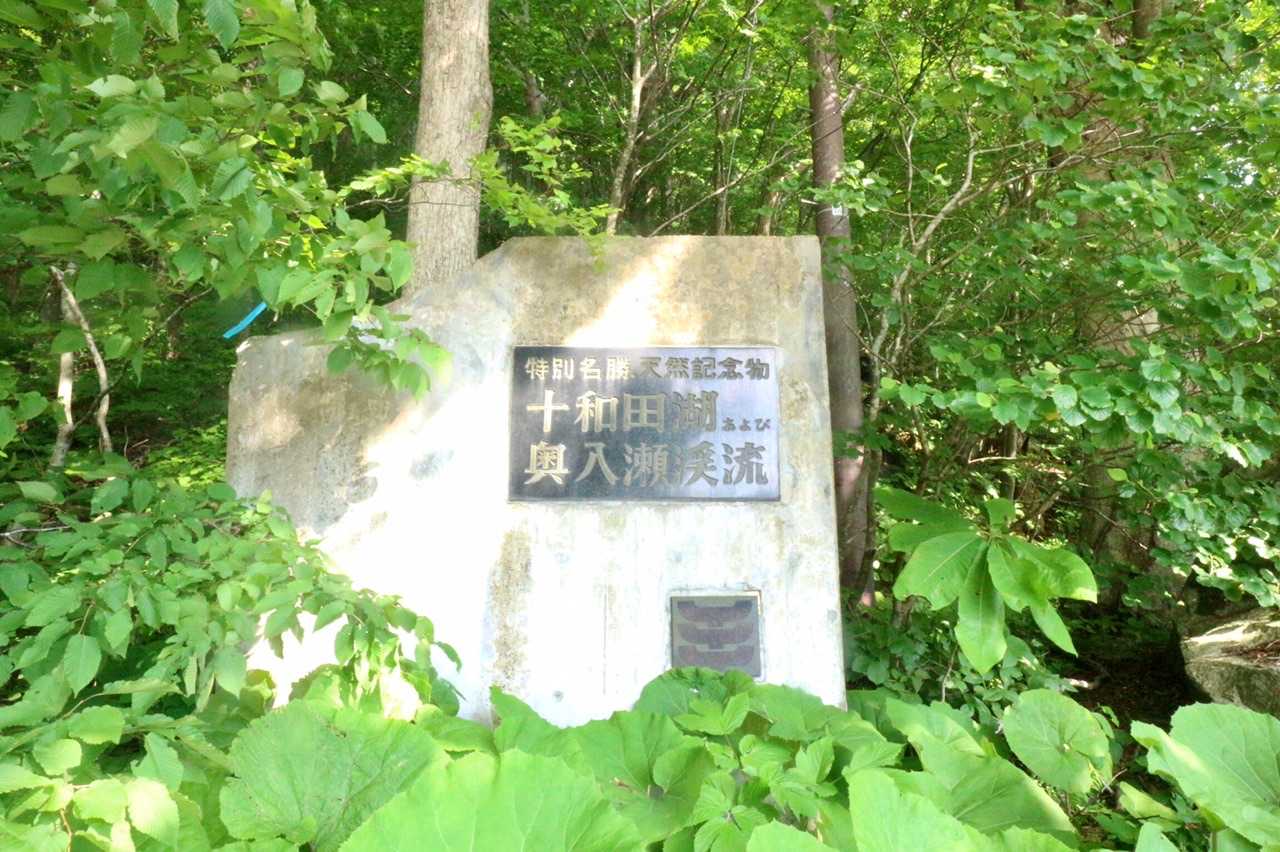 特別名勝、天然記念物
十和田湖および
奥入瀬渓流